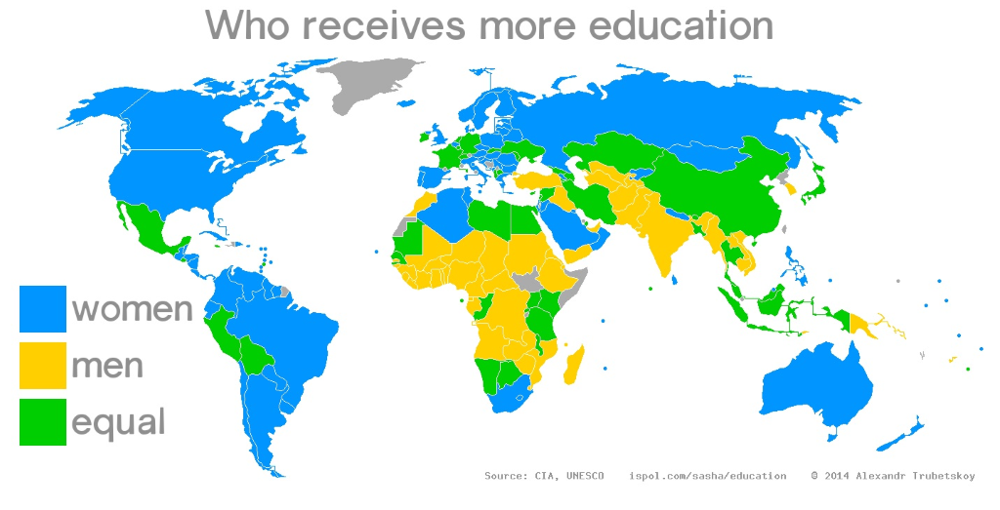 Who receives more education
women
men
equal
Source: CIA, UNESCO ispol.com/sasha/education © 2014 Alexandr Trubetskoy